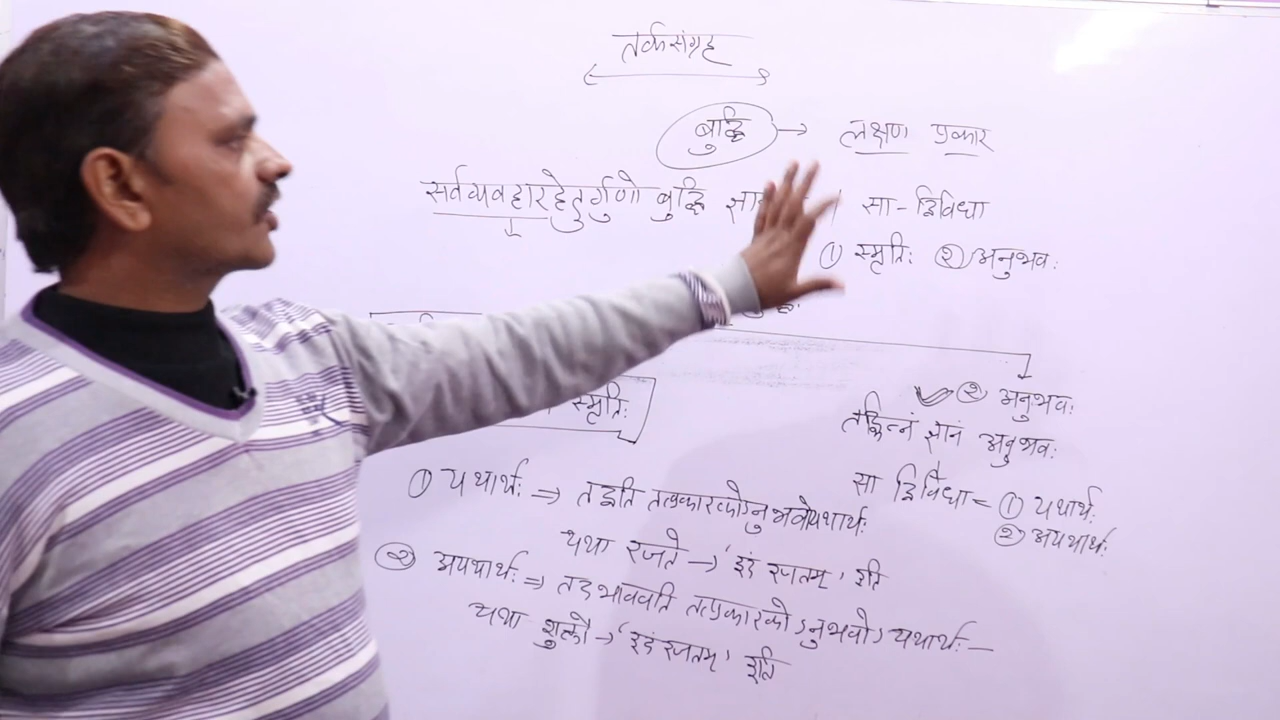 तर्कसंग्रह
बुद्धि → लक्षण प्रकार
सर्वव्यवहारहेतुर्गुणो बुद्धि सा-द्विविधा
① स्मृतिः ② अनुभवः
② अनुभवः
स्मृतिः
तद्भिन्नं ज्ञानं अनुभवः
सा द्विविधा = ① यथार्थः
② अयथार्थः
① यथार्थः ⇒ तद्वति तत्प्रकारकोऽनुभवोयथार्थः
यथा रजते → 'इदं रजतम्' इति
② अयथार्थः ⇒ तदभाववति तत्प्रकारकोऽनुभवोऽयथार्थः —
यथा शुक्तौ → 'इदं रजतम्' इति